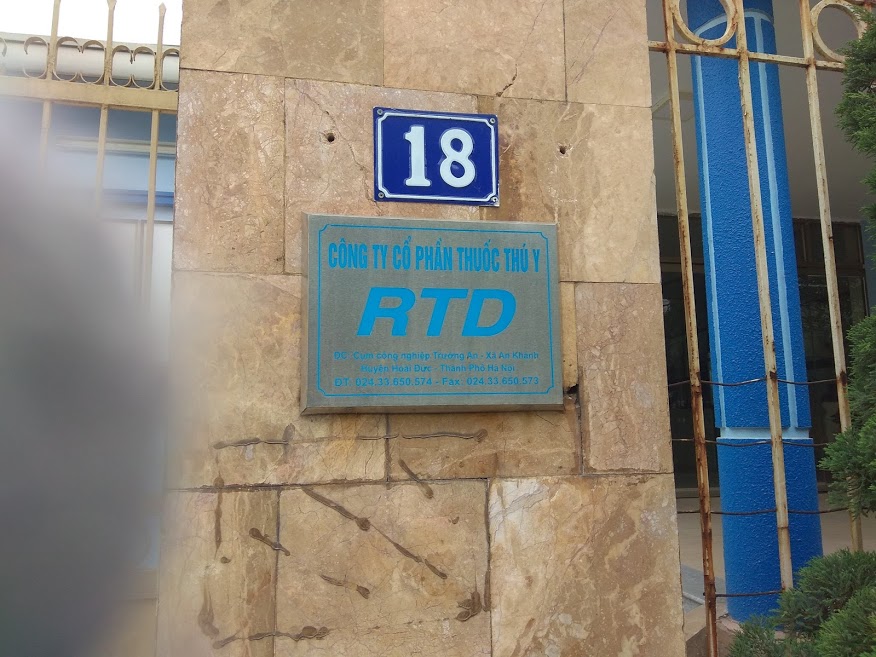 18
CÔNG TY CỔ PHẦN THUỐC THÚ Y
RTD
ĐC: Cụm công nghiệp Trường An - Xã An Khánh
Huyện Hoài Đức - Thành Phố Hà Nội
ĐT: 024.33.650.574 - Fax: 024.33.650.573